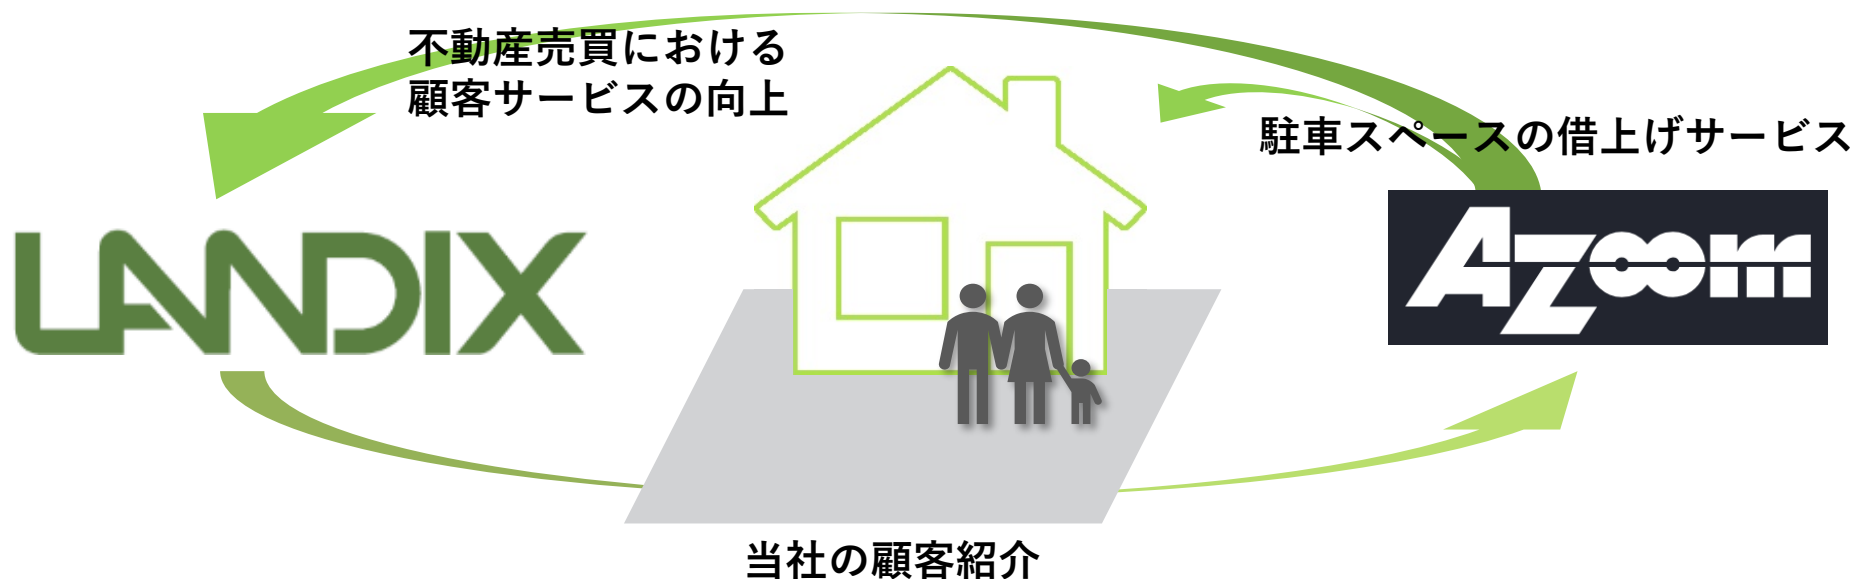 不動産売買における
顧客サービスの向上
駐車スペースの借上げサービス
LANDIX
AZoom
当社の顧客紹介